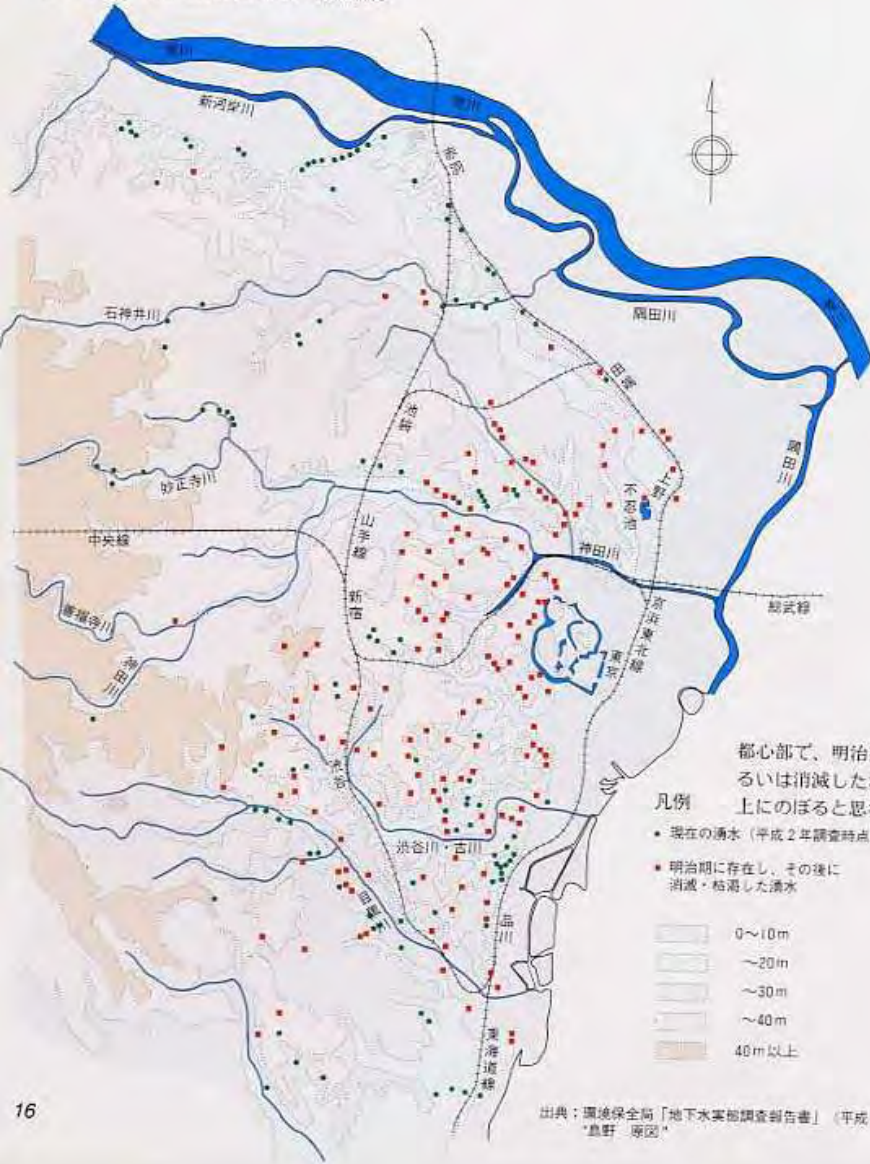 荒川
新河岸川
荒川
赤羽
石神井川
隅田川
田端
池袋
隅田川
上野
不忍池
妙正寺川
山手線
中央線
神田川
新宿
総武線
善福寺川
京浜東北線
神田川
東京
都心部で、明治
るいは消滅した
上にのぼると思
凡例
• 現在の湧水（平成2年調査時点
渋谷
渋谷川・古川
■ 明治期に存在し、その後に
消滅・枯渇した湧水
目黒川
品川
0〜10m
〜20m
〜30m
〜40m
40m以上
東海道線
16
出典：環境保全局「地下水実態調査報告書」（平成
"島野 原図"